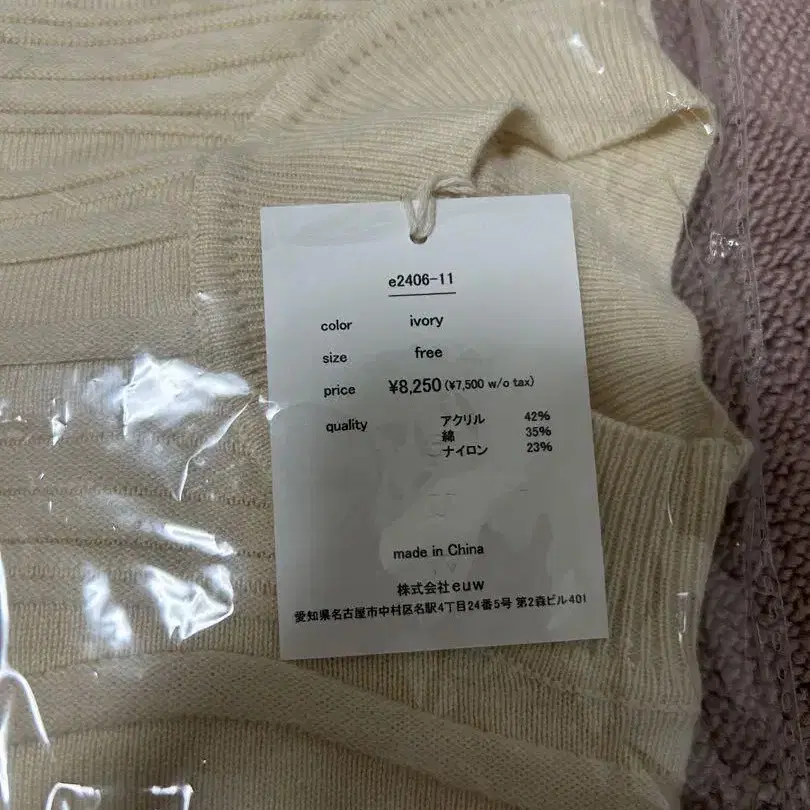 e2406-11
color ivory
size free
price ¥8,250 (¥7,500 w/o tax)
quality アクリル 42%
綿 35%
ナイロン 23%
made in China
株式会社euw
愛知県名古屋市中村区名駅4丁目24番5号 第2森ビル401